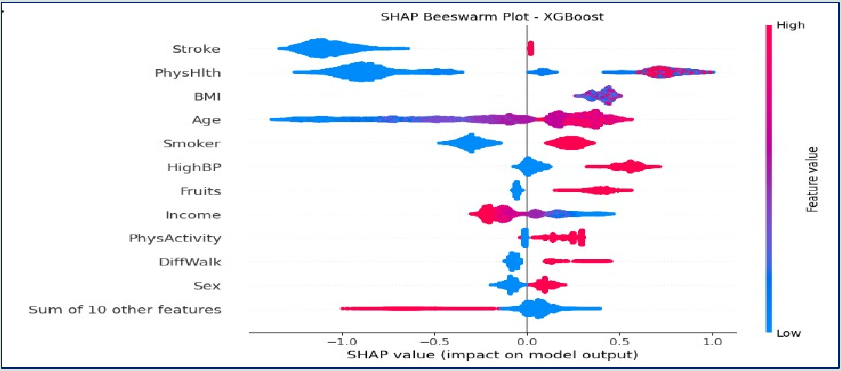 SHAP Beeswarm Plot - XGBoost
High
Stroke
PhysHlth
BMI
Age
Smoker
HighBP
Fruits
Income
PhysActivity
DiffWalk
Sex
Sum of 10 other features
Feature value
Low
−1.0 −0.5 0.0 0.5 1.0
SHAP value (impact on model output)